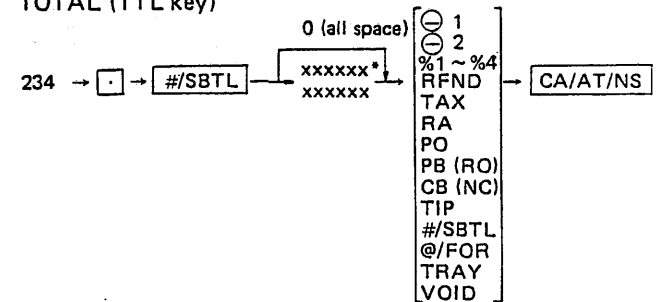 TOTAL (TTL key)
0 (all space)
234 → · → #/SBTL → xxxxxx* → CA/AT/NS
xxxxxx
⊖ 1
⊖ 2
%1 ~ %4
RFND
TAX
RA
PO
PB (RO)
CB (NC)
TIP
#/SBTL
@/FOR
TRAY
VOID